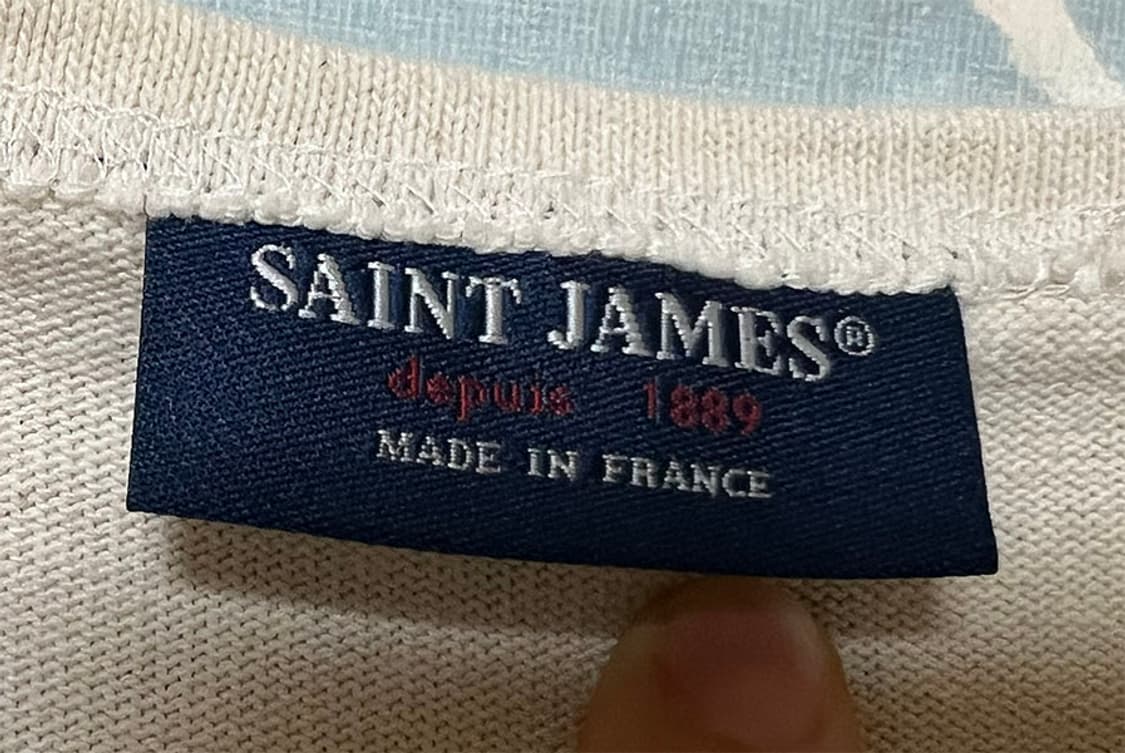 SAINT JAMES®
depuis 1889
MADE IN FRANCE